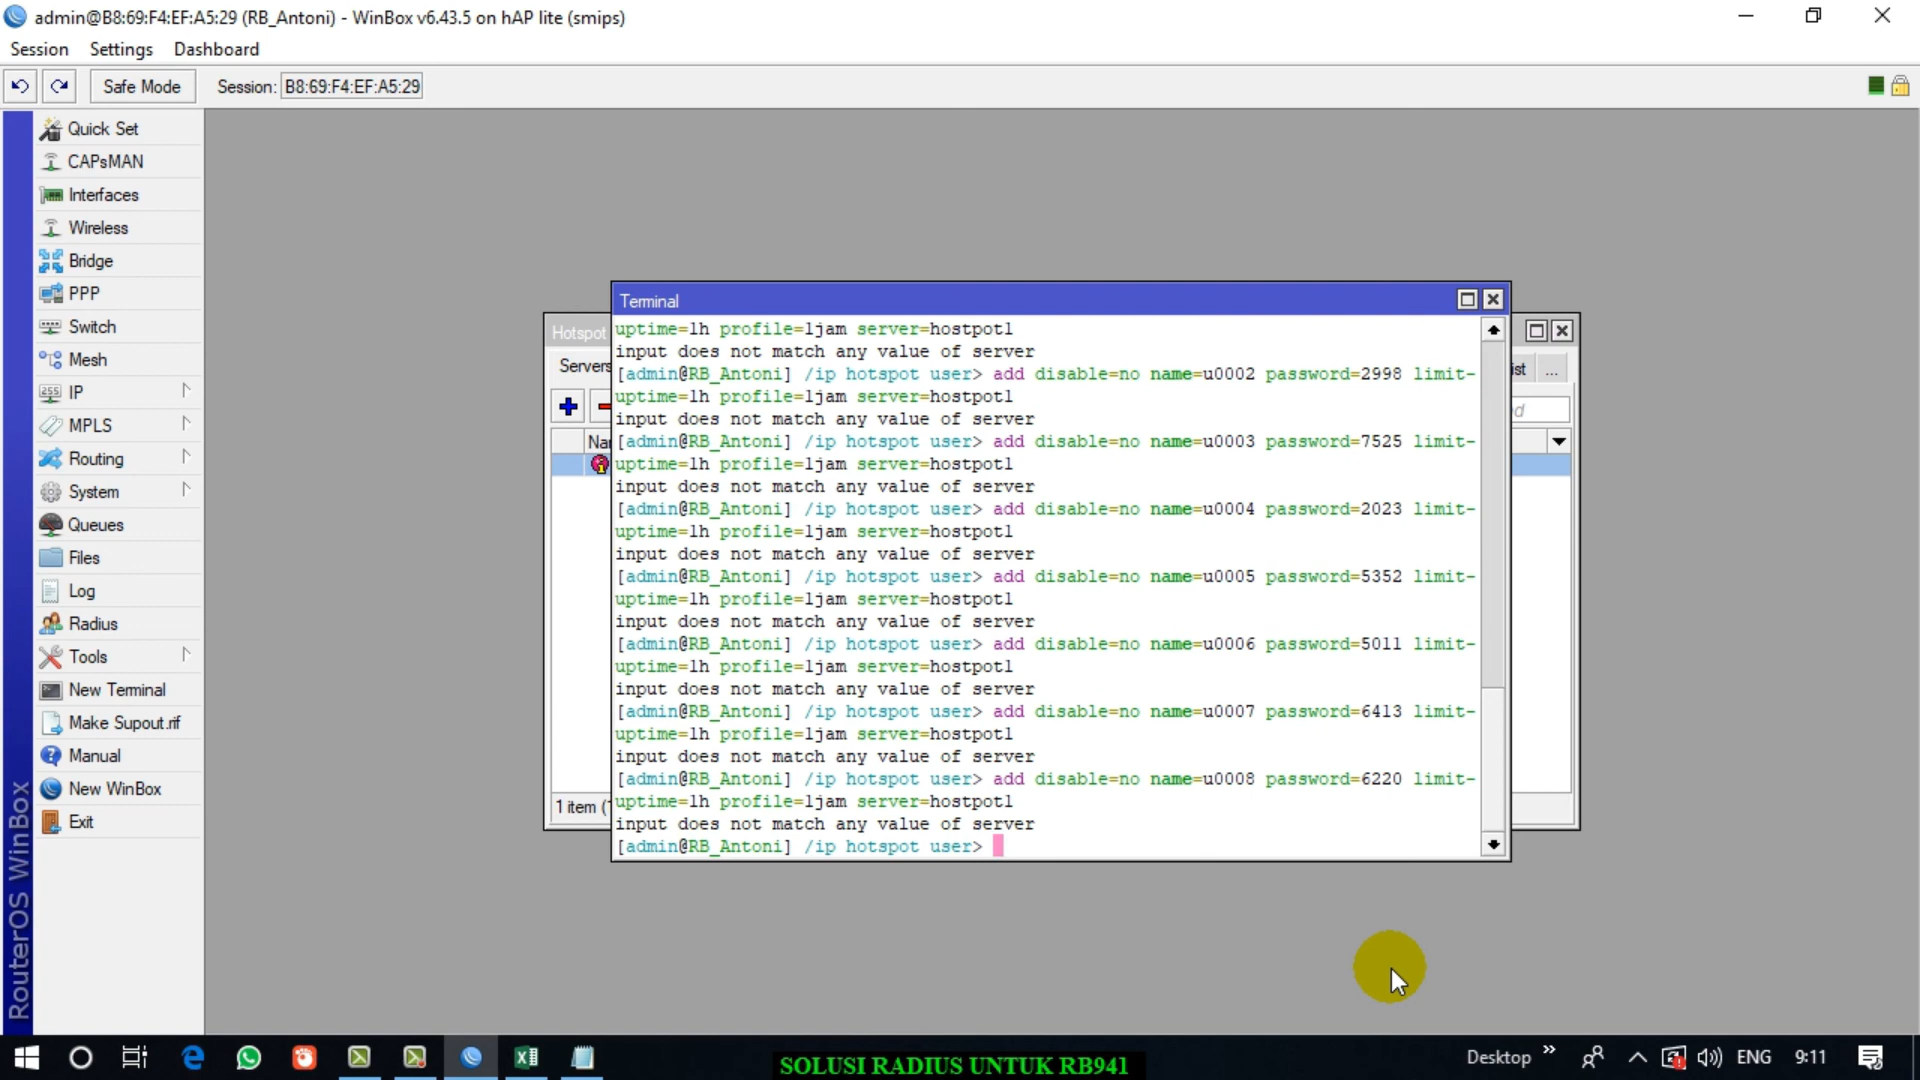 admin@B8:69:F4:EF:A5:29 (RB_Antoni) - WinBox v6.43.5 on hAP lite (smips)
Session Settings Dashboard
Safe Mode Session: B8:69:F4:EF:A5:29
Quick Set
CAPsMAN
Interfaces
Wireless
Bridge
PPP
Switch
Mesh
IP
MPLS
Routing
System
Queues
Files
Log
Radius
Tools
New Terminal
Make Supout.rif
Manual
New WinBox
Exit
RouterOS WinBox
Hotspot
Servers
ist ...
Na
1 item (1
Terminal
uptime=1h profile=1jam server=hostpot1
input does not match any value of server
[admin@RB_Antoni] /ip hotspot user> add disable=no name=u0002 password=2998 limit-
uptime=1h profile=1jam server=hostpot1
input does not match any value of server
[admin@RB_Antoni] /ip hotspot user> add disable=no name=u0003 password=7525 limit-
uptime=1h profile=1jam server=hostpot1
input does not match any value of server
[admin@RB_Antoni] /ip hotspot user> add disable=no name=u0004 password=2023 limit-
uptime=1h profile=1jam server=hostpot1
input does not match any value of server
[admin@RB_Antoni] /ip hotspot user> add disable=no name=u0005 password=5352 limit-
uptime=1h profile=1jam server=hostpot1
input does not match any value of server
[admin@RB_Antoni] /ip hotspot user> add disable=no name=u0006 password=5011 limit-
uptime=1h profile=1jam server=hostpot1
input does not match any value of server
[admin@RB_Antoni] /ip hotspot user> add disable=no name=u0007 password=6413 limit-
uptime=1h profile=1jam server=hostpot1
input does not match any value of server
[admin@RB_Antoni] /ip hotspot user> add disable=no name=u0008 password=6220 limit-
uptime=1h profile=1jam server=hostpot1
input does not match any value of server
[admin@RB_Antoni] /ip hotspot user>
SOLUSI RADIUS UNTUK RB941
Desktop ENG 9:11